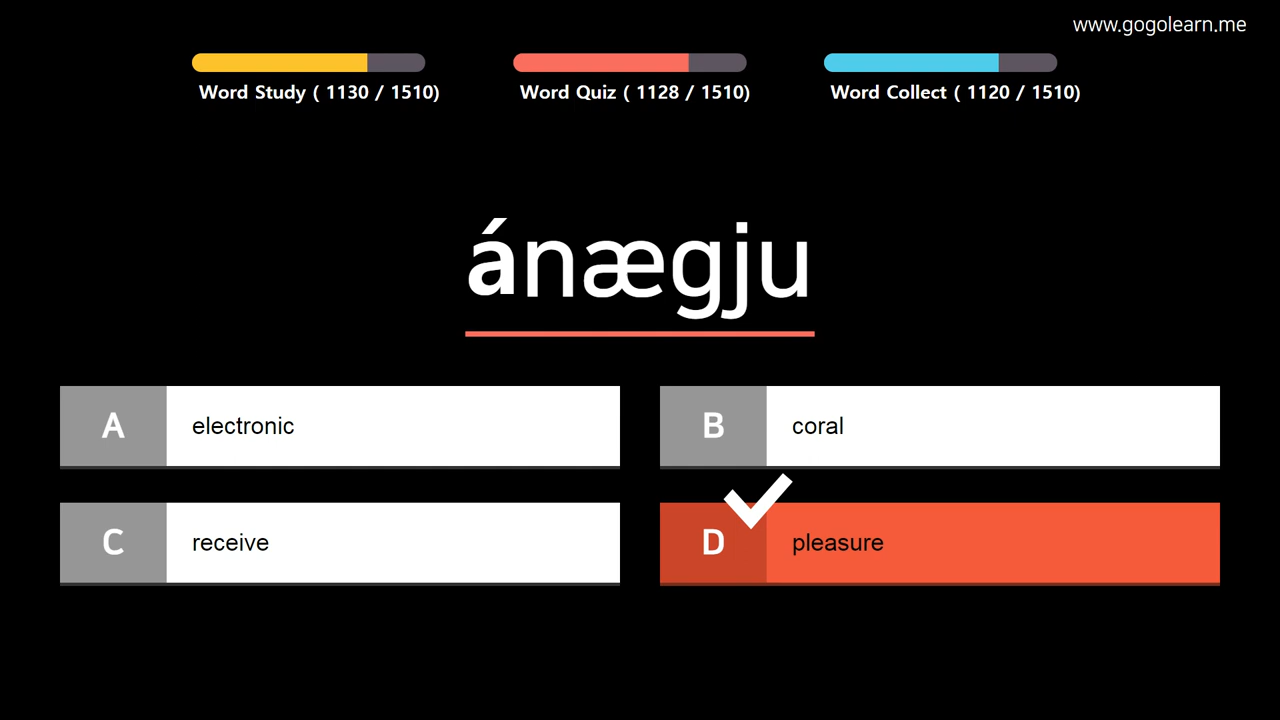 www.gogolearn.me
Word Study ( 1130 / 1510)
Word Quiz ( 1128 / 1510)
Word Collect ( 1120 / 1510)
ánægju
A electronic
B coral
C receive
D pleasure